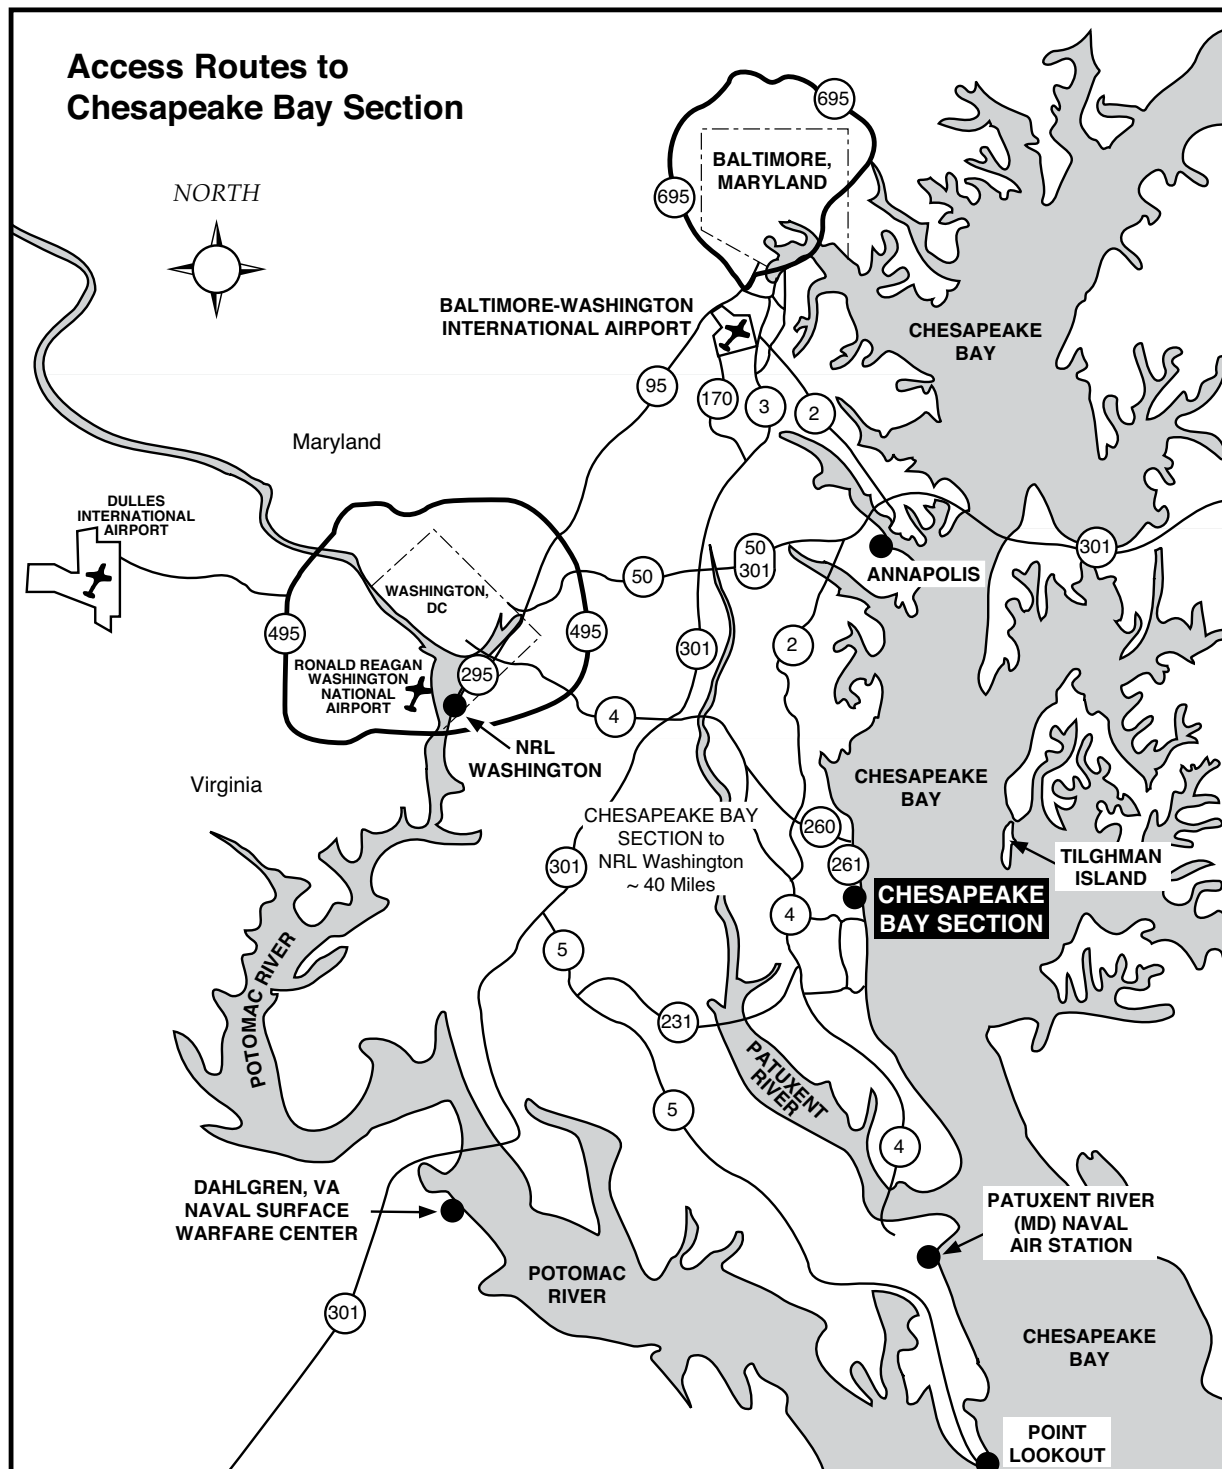 Access Routes to
Chesapeake Bay Section
NORTH
695
BALTIMORE,
MARYLAND
695
BALTIMORE-WASHINGTON
INTERNATIONAL AIRPORT
CHESAPEAKE
BAY
95
170
3
2
Maryland
DULLES
INTERNATIONAL
AIRPORT
50
301
301
50
ANNAPOLIS
WASHINGTON,
DC
495
495
2
301
RONALD REAGAN
WASHINGTON
NATIONAL
AIRPORT
295
4
NRL
WASHINGTON
Virginia
CHESAPEAKE
BAY
CHESAPEAKE BAY
SECTION to
NRL Washington
~ 40 Miles
260
261
TILGHMAN
ISLAND
301
CHESAPEAKE
BAY SECTION
4
5
POTOMAC RIVER
231
PATUXENT
RIVER
5
4
DAHLGREN, VA
NAVAL SURFACE
WARFARE CENTER
PATUXENT RIVER
(MD) NAVAL
AIR STATION
POTOMAC
RIVER
301
CHESAPEAKE
BAY
POINT
LOOKOUT